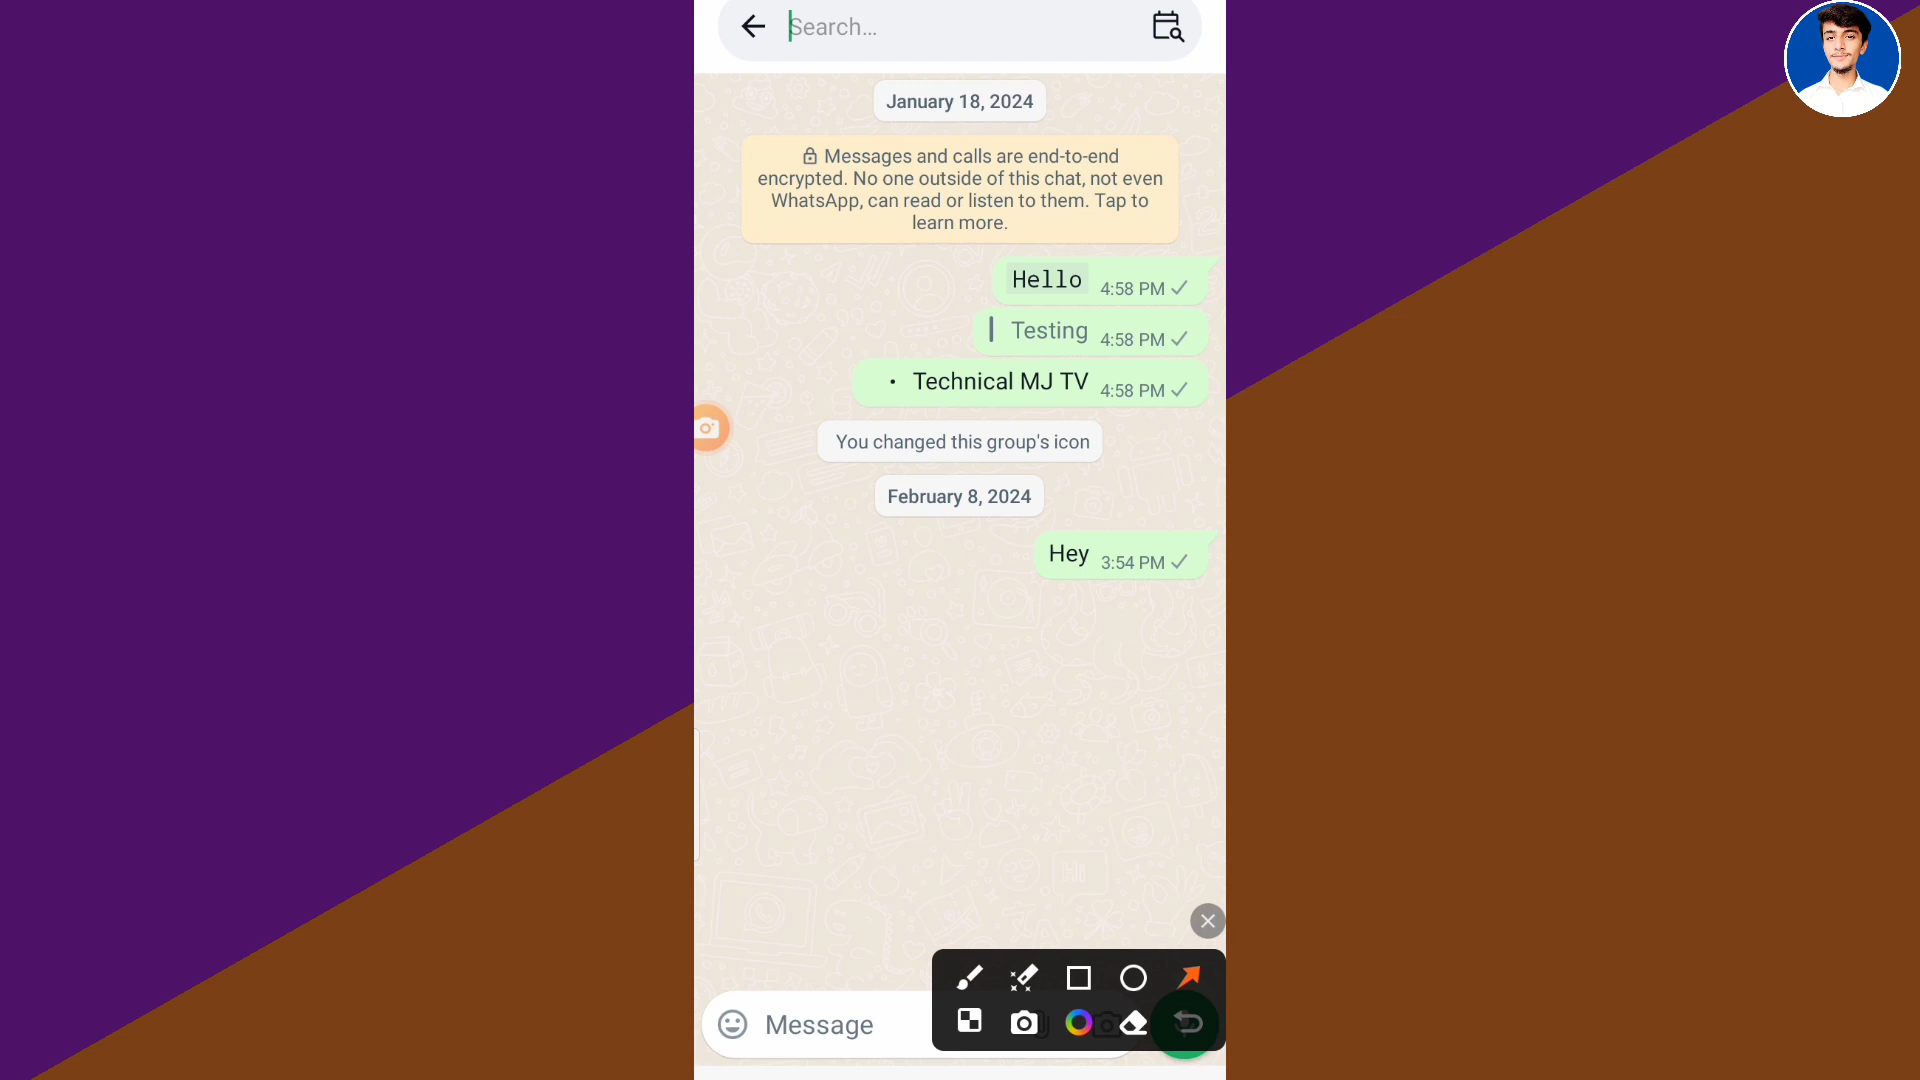 Search...
January 18, 2024
Messages and calls are end-to-end
encrypted. No one outside of this chat, not even
WhatsApp, can read or listen to them. Tap to
learn more.
Hello 4:58 PM
Testing 4:58 PM
• Technical MJ TV 4:58 PM
You changed this group's icon
February 8, 2024
Hey 3:54 PM
Message